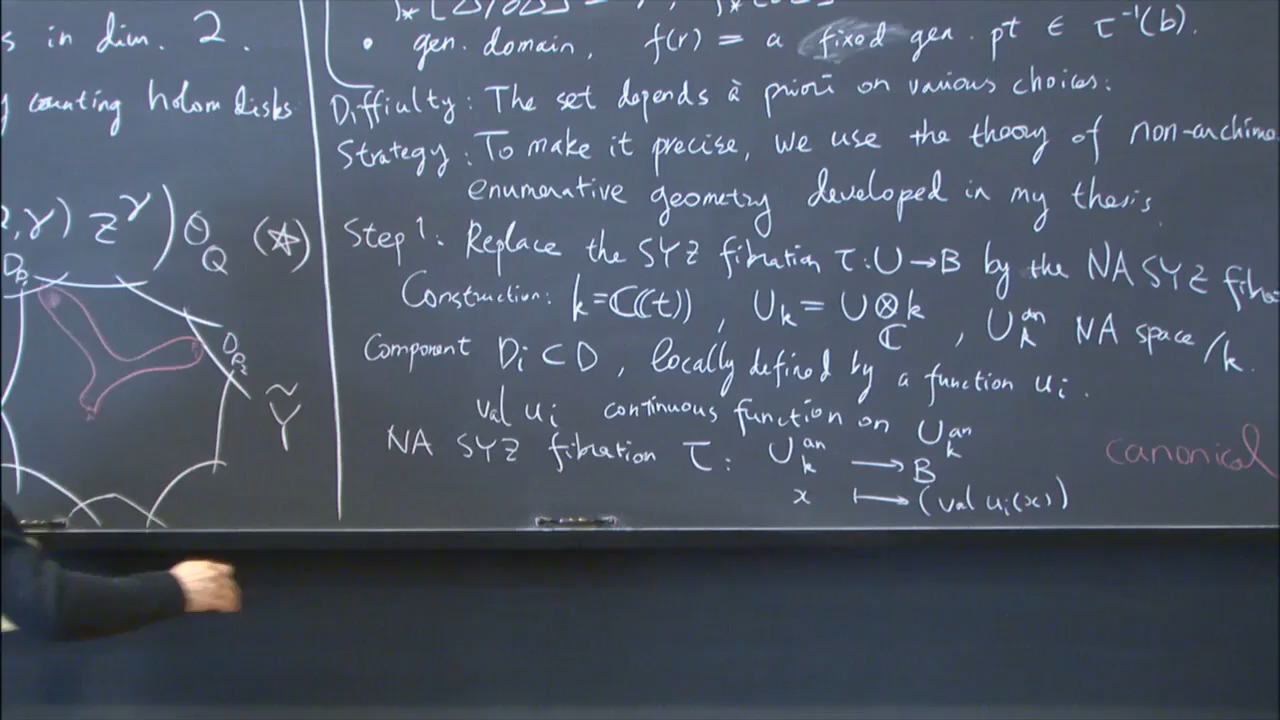 s in dim. 2.
counting holom disks
, γ) z^γ) θ_Q (☆)
Ỹ
• gen. domain, f(r) = a fixed gen. pt ∈ τ⁻¹(b).
Diffiulty: The set depends à priori on various choices.
Strategy: To make it precise, we use the theory of non-archime
enumerative geometry developed in my thesis.
Step 1: Replace the SYZ fibration τ: U → B by the NA SYZ fibra
Construction: k = ℂ((t)), U_k = U ⊗_ℂ k, U_k^an NA space/k.
Component D_i ⊂ D, locally defined by a function u_i.
val u_i continuous function on U_k^an
NA SYZ fibration τ: U_k^an → B
x ↦ (val u_i(x))
canonical